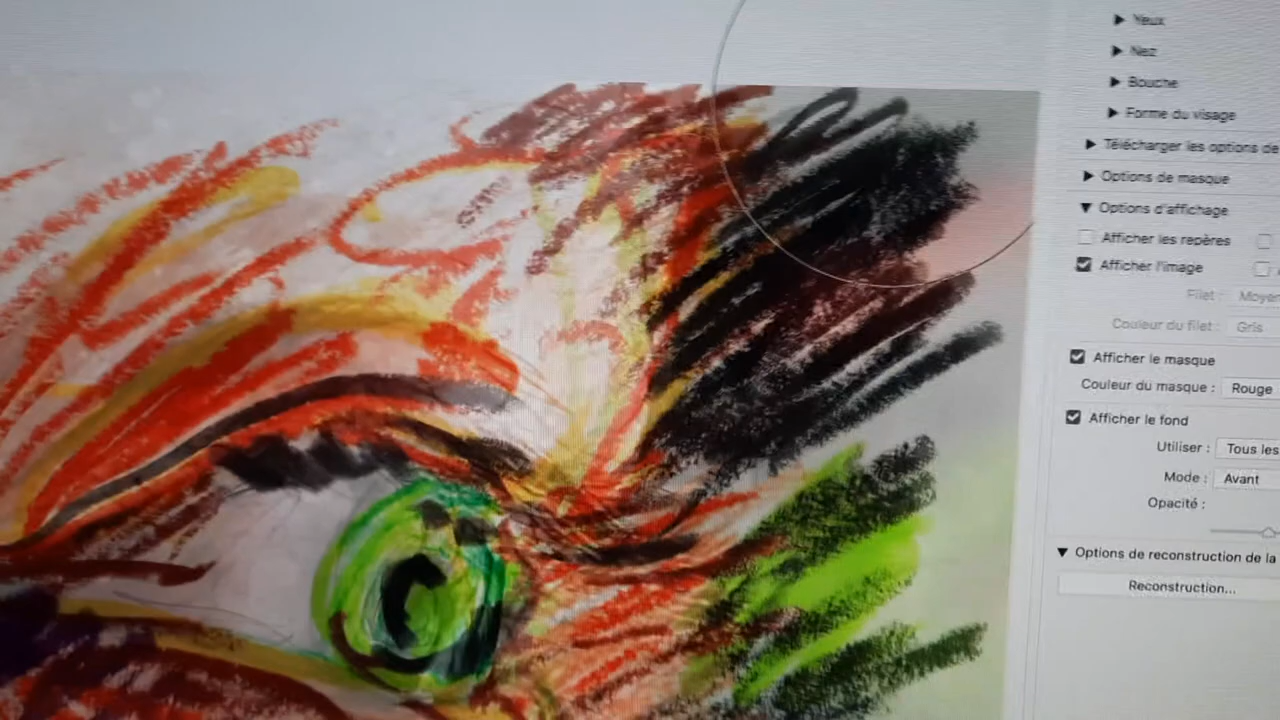 Yeux
Nez
Bouche
Forme du visage
Télécharger les options de
Options de masque
Options d'affichage
Afficher les repères
Afficher l'image
Filet : Moye
Couleur du filet : Gris
Afficher le masque
Couleur du masque : Rouge
Afficher le fond
Utiliser : Tous les
Mode : Avant
Opacité :
Options de reconstruction de la
Reconstruction...